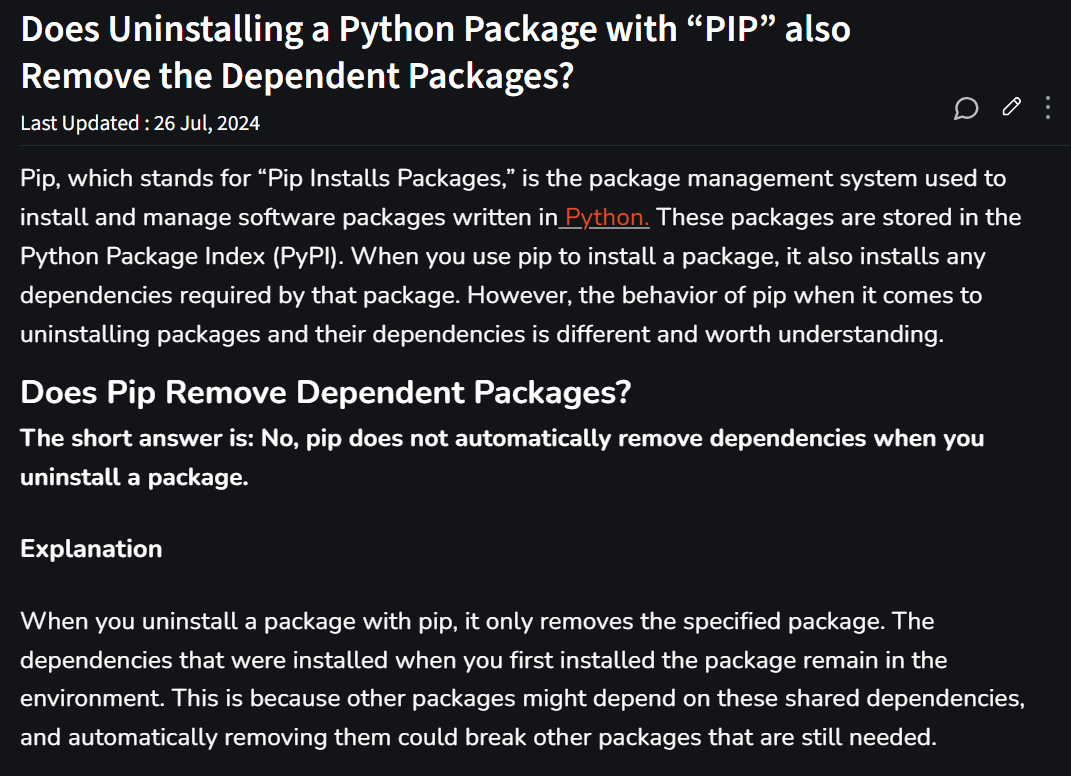 Does Uninstalling a Python Package with “PIP” also
Remove the Dependent Packages?
Last Updated : 26 Jul, 2024
Pip, which stands for “Pip Installs Packages,” is the package management system used to
install and manage software packages written in Python. These packages are stored in the
Python Package Index (PyPI). When you use pip to install a package, it also installs any
dependencies required by that package. However, the behavior of pip when it comes to
uninstalling packages and their dependencies is different and worth understanding.
Does Pip Remove Dependent Packages?
The short answer is: No, pip does not automatically remove dependencies when you
uninstall a package.
Explanation
When you uninstall a package with pip, it only removes the specified package. The
dependencies that were installed when you first installed the package remain in the
environment. This is because other packages might depend on these shared dependencies,
and automatically removing them could break other packages that are still needed.